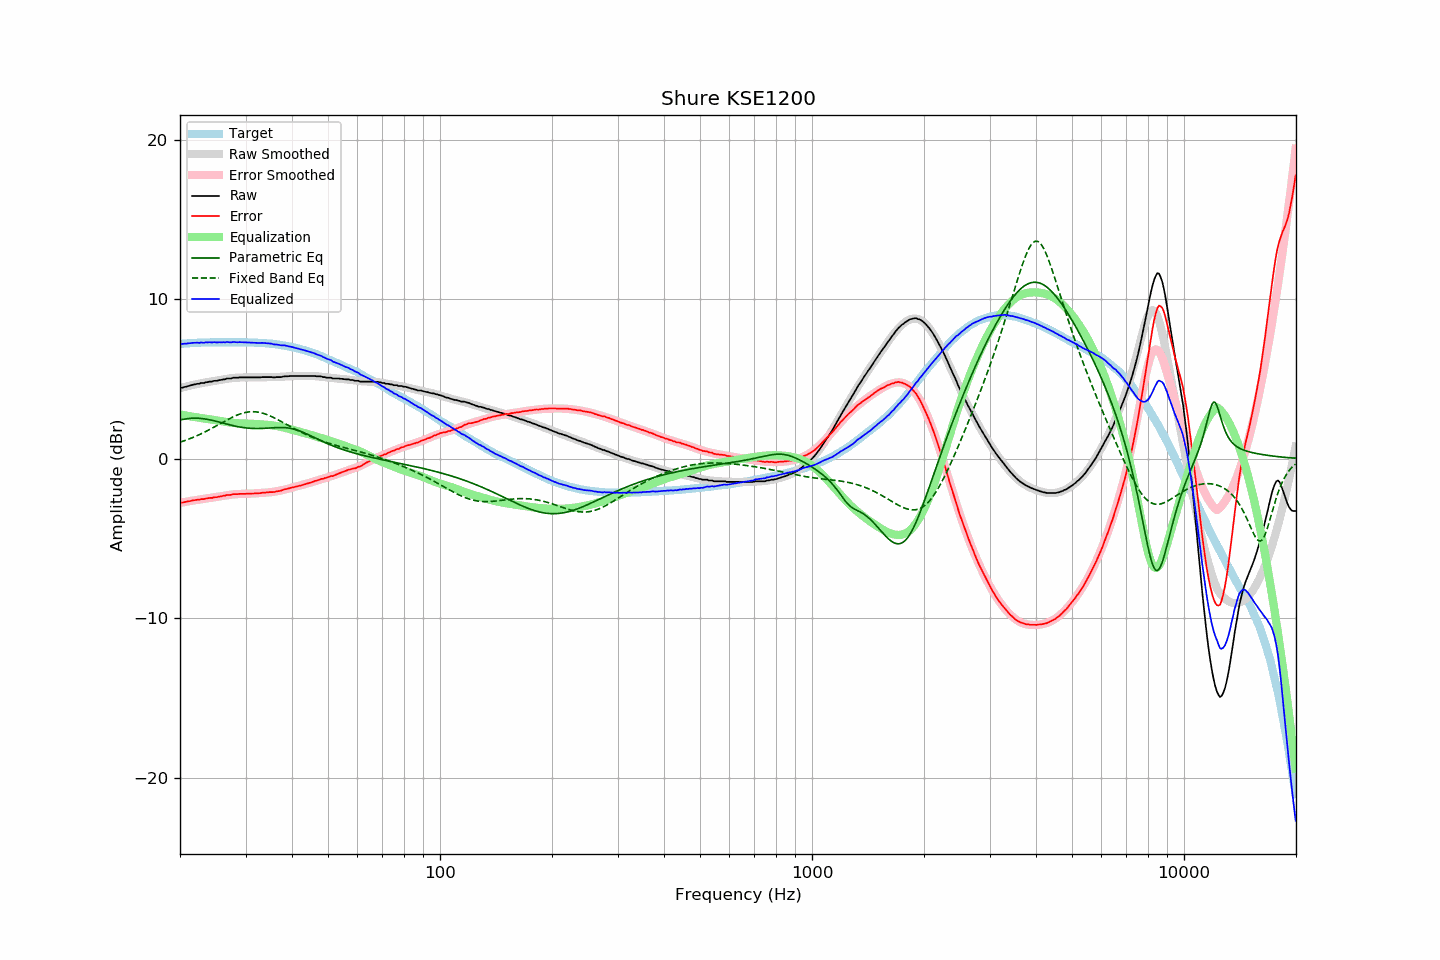 Shure KSE1200
Target
Raw Smoothed
Error Smoothed
Raw
Error
Equalization
Parametric Eq
Fixed Band Eq
Equalized
20
10
0
−10
−20
Amplitude (dBr)
100
1000
10000
Frequency (Hz)